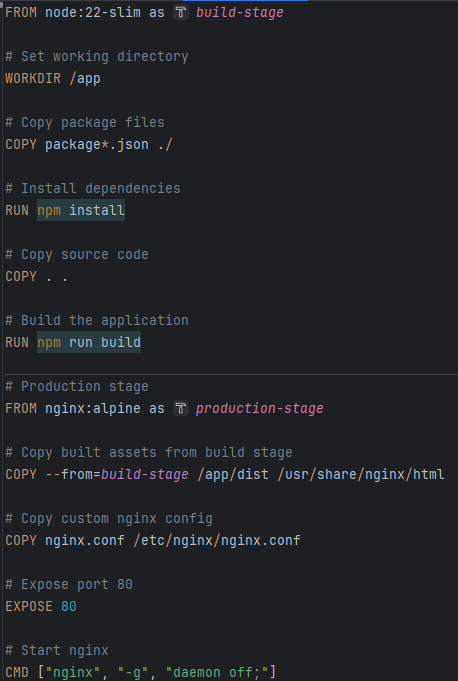 FROM node:22-slim as build-stage
# Set working directory
WORKDIR /app
# Copy package files
COPY package*.json ./
# Install dependencies
RUN npm install
# Copy source code
COPY . .
# Build the application
RUN npm run build
# Production stage
FROM nginx:alpine as production-stage
# Copy built assets from build stage
COPY --from=build-stage /app/dist /usr/share/nginx/html
# Copy custom nginx config
COPY nginx.conf /etc/nginx/nginx.conf
# Expose port 80
EXPOSE 80
# Start nginx
CMD ["nginx", "-g", "daemon off;"]